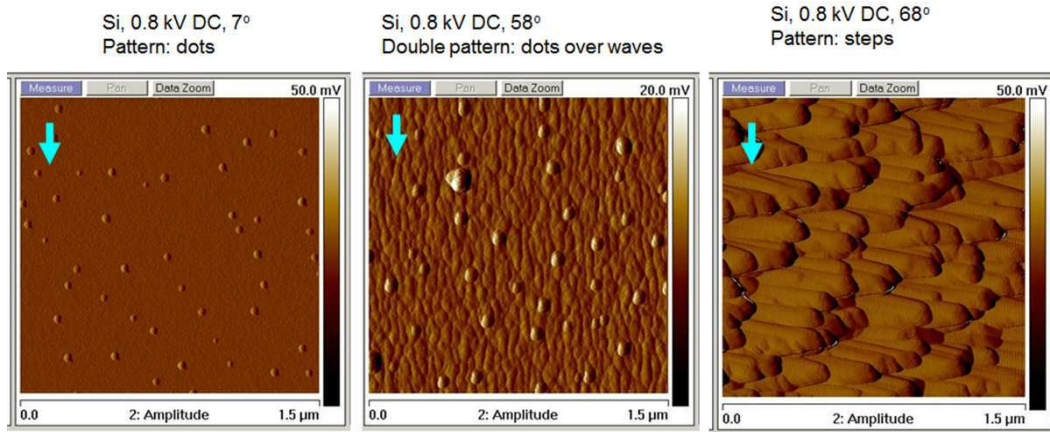 Si, 0.8 kV DC, 7º
Pattern: dots
Si, 0.8 kV DC, 58º
Double pattern: dots over waves
Si, 0.8 kV DC, 68º
Pattern: steps
Measure Pan Data Zoom 50.0 mV
0.0 2: Amplitude 1.5 µm
Measure Pan Data Zoom 20.0 mV
0.0 2: Amplitude 1.5 µm
Measure Pan Data Zoom 50.0 mV
0.0 2: Amplitude 1.5 µm